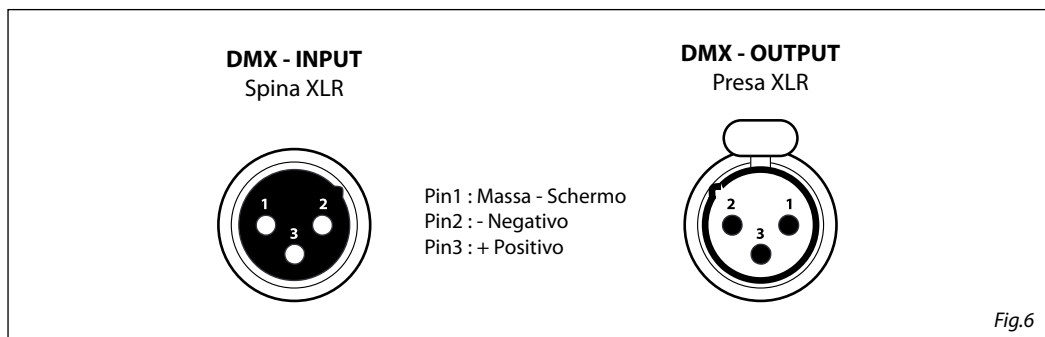 DMX - INPUT
Spina XLR
1
2
3
Pin1 : Massa - Schermo
Pin2 : - Negativo
Pin3 : + Positivo
DMX - OUTPUT
Presa XLR
2
1
3
Fig.6